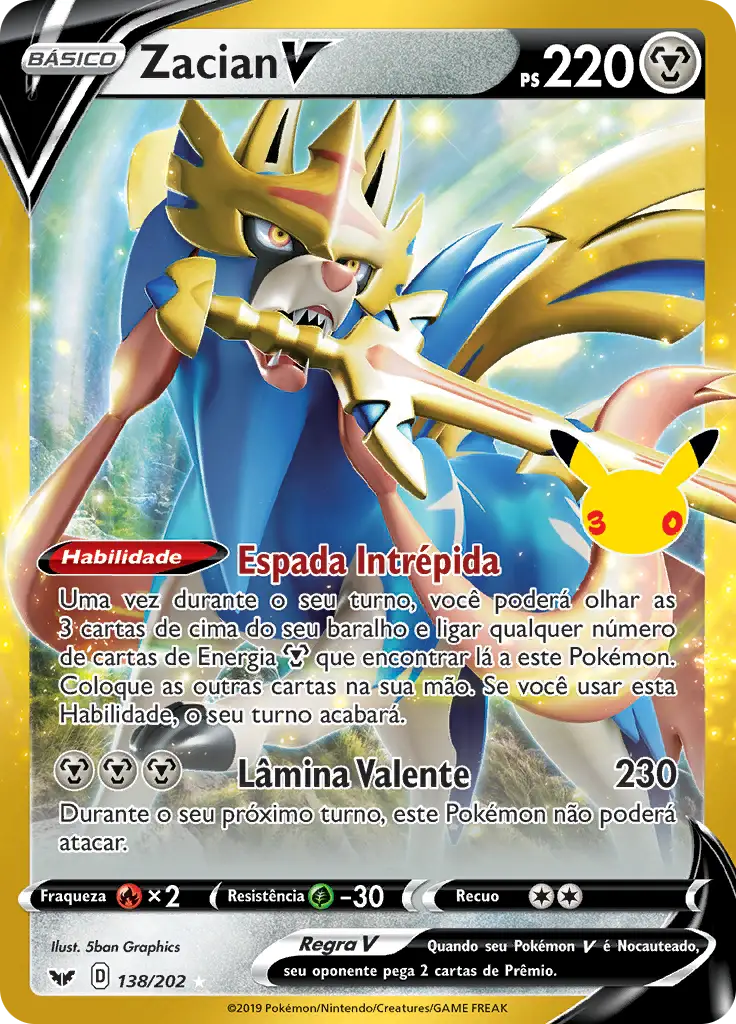 BÁSICO Zacian V PS 220
30
Habilidade Espada Intrépida
Uma vez durante o seu turno, você poderá olhar as
3 cartas de cima do seu baralho e ligar qualquer número
de cartas de Energia que encontrar lá a este Pokémon.
Coloque as outras cartas na sua mão. Se você usar esta
Habilidade, o seu turno acabará.
Lâmina Valente 230
Durante o seu próximo turno, este Pokémon não poderá
atacar.
Fraqueza ×2 Resistência -30 Recuo
Ilust. 5ban Graphics
Regra V Quando seu Pokémon V é Nocauteado,
seu oponente pega 2 cartas de Prêmio.
D 138/202
©2019 Pokémon/Nintendo/Creatures/GAME FREAK